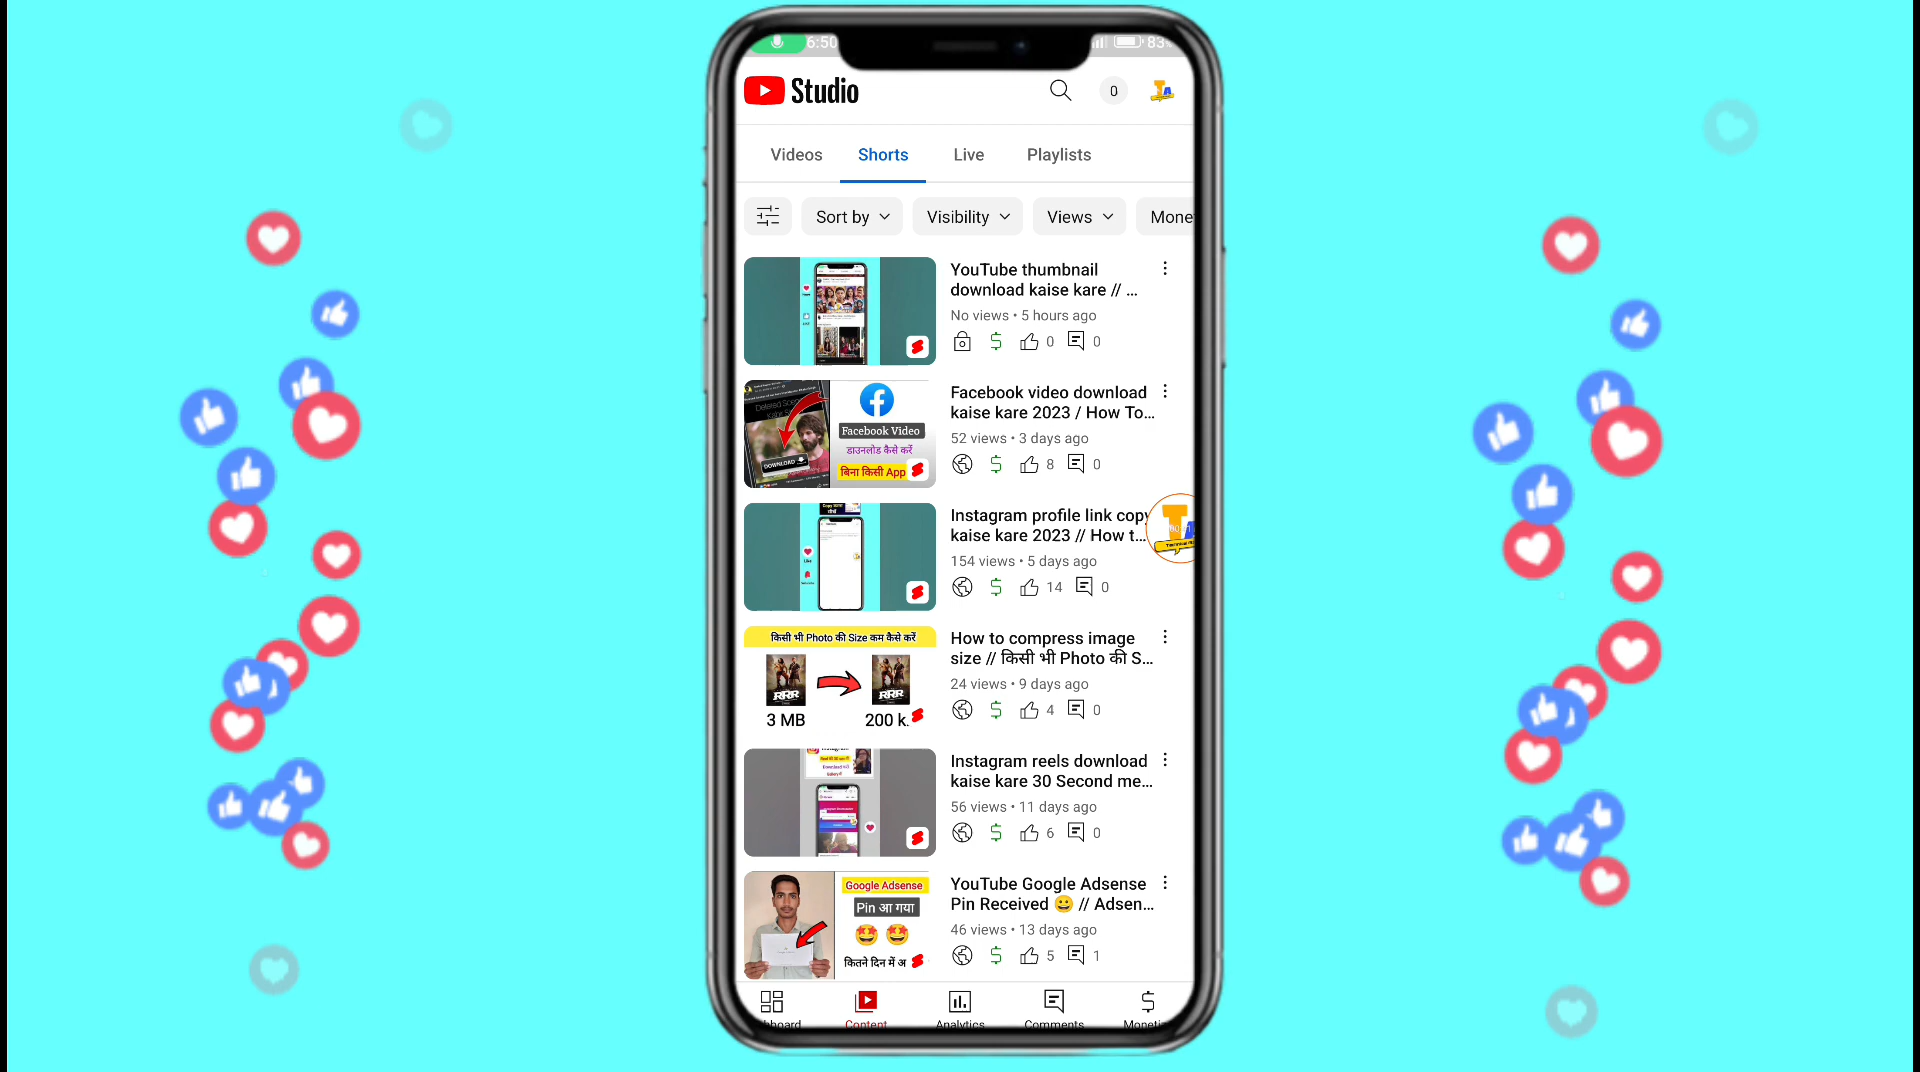 6:50
83
Studio
0
Videos Shorts Live Playlists
Sort by Visibility Views Mone
YouTube thumbnail
download kaise kare // ...
No views • 5 hours ago
0 0
DOWNLOAD
Facebook Video
डाउनलोड कैसे करें
बिना किसी App
Facebook video download
kaise kare 2023 / How To...
52 views • 3 days ago
8 0
Instagram profile link copy
kaise kare 2023 // How t...
154 views • 5 days ago
14 0
किसी भी Photo की Size कम कैसे करें
RRR RRR
3 MB 200 k.
How to compress image
size // किसी भी Photo की S...
24 views • 9 days ago
4 0
Instagram reels download
kaise kare 30 Second me...
56 views • 11 days ago
6 0
Google Adsense
Pin आ गया
कितने दिन में अ
YouTube Google Adsense
Pin Received 😀 // Adsen...
46 views • 13 days ago
5 1
board Content Analytics Comments Moneti